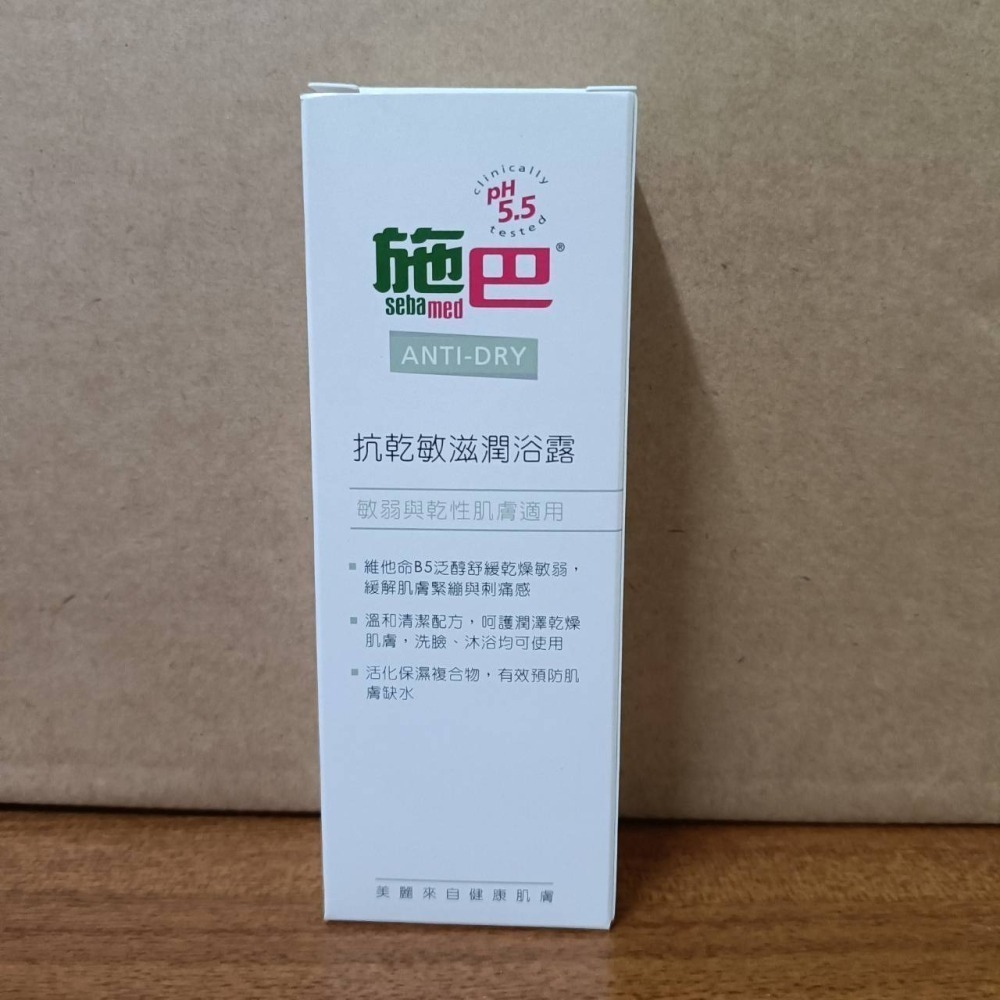 clinically
pH
5.5
tested
施巴®
sebamed
ANTI-DRY
抗乾敏滋潤浴露
敏弱與乾性肌膚適用
▪ 維他命B5泛醇舒緩乾燥敏弱，
緩解肌膚緊繃與刺痛感
▪ 溫和清潔配方，呵護潤澤乾燥
肌膚，洗臉、沐浴均可使用
▪ 活化保濕複合物，有效預防肌
膚缺水
美麗來自健康肌膚